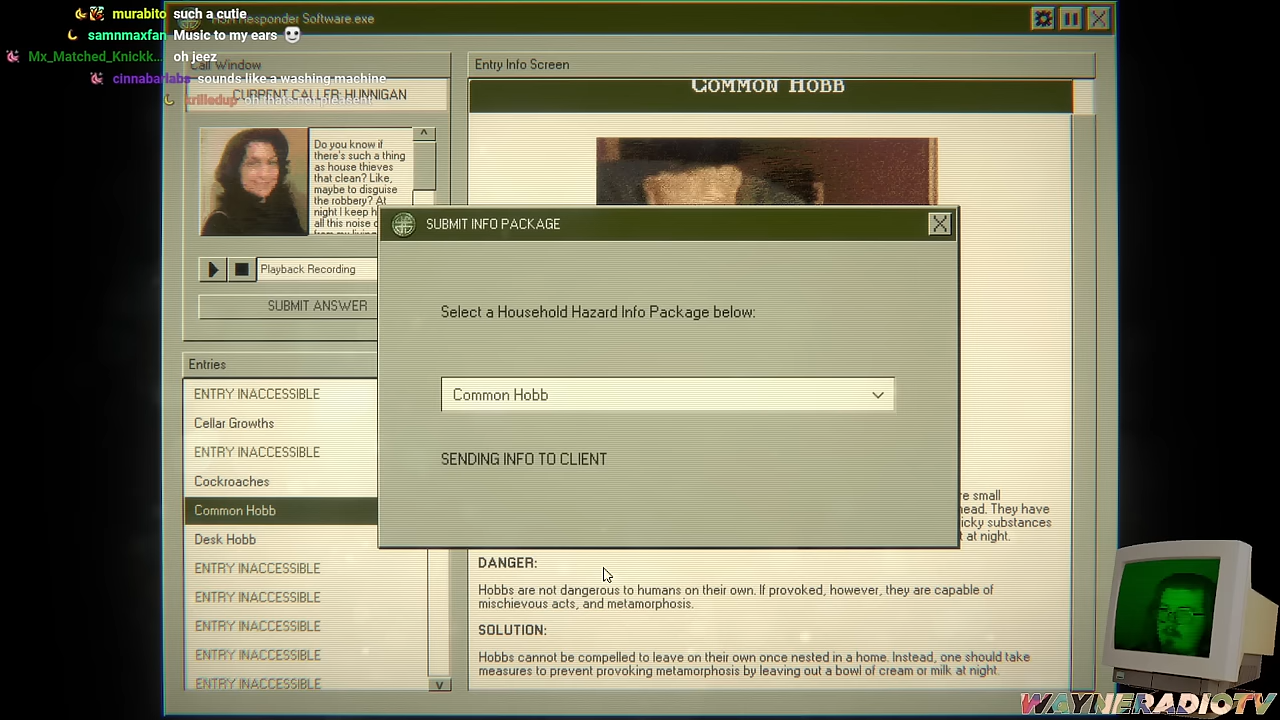 murabito such a cutie
samnmaxfan Music to my ears
Mx_Matched_Knickk... oh jeez
cinnabarlabs sounds like a washing machine
krilledup oh thats not pleasent
Responder Software.exe
Call Window
CURRENT CALLER: HUNNIGAN
Do you know if
there's such a thing
as house thieves
that clean? Like,
maybe to disguise
the robbery? At
night I keep
all this noise
Playback Recording
SUBMIT ANSWER
Entries
ENTRY INACCESSIBLE
Cellar Growths
ENTRY INACCESSIBLE
Cockroaches
Common Hobb
Desk Hobb
ENTRY INACCESSIBLE
ENTRY INACCESSIBLE
ENTRY INACCESSIBLE
ENTRY INACCESSIBLE
ENTRY INACCESSIBLE
Entry Info Screen
COMMON HOBB
SUBMIT INFO PACKAGE
Select a Household Hazard Info Package below:
Common Hobb
SENDING INFO TO CLIENT
re small
head. They have
icky substances
t at night.
DANGER:
Hobbs are not dangerous to humans on their own. If provoked, however, they are capable of
mischievous acts, and metamorphosis.
SOLUTION:
Hobbs cannot be compelled to leave on their own once nested in a home. Instead, one should take
measures to prevent provoking metamorphosis by leaving out a bowl of cream or milk at night.
WAYNERADIOTV